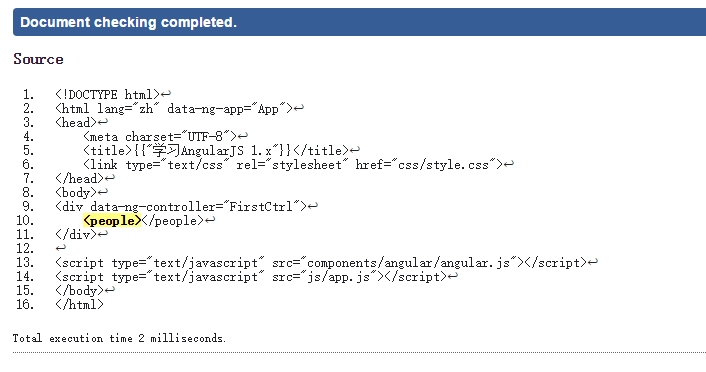 Document checking completed.
Source
1. <!DOCTYPE html>↩
2. <html lang="zh" data-ng-app="App">↩
3. <head>↩
4. <meta charset="UTF-8">↩
5. <title>{{"学习AngularJS 1.x"}}</title>↩
6. <link type="text/css" rel="stylesheet" href="css/style.css">↩
7. </head>↩
8. <body>↩
9. <div data-ng-controller="FirstCtrl">↩
10. <people></people>↩
11. </div>↩
12. ↩
13. <script type="text/javascript" src="components/angular/angular.js"></script>↩
14. <script type="text/javascript" src="js/app.js"></script>↩
15. </body>↩
16. </html>
Total execution time 2 milliseconds.